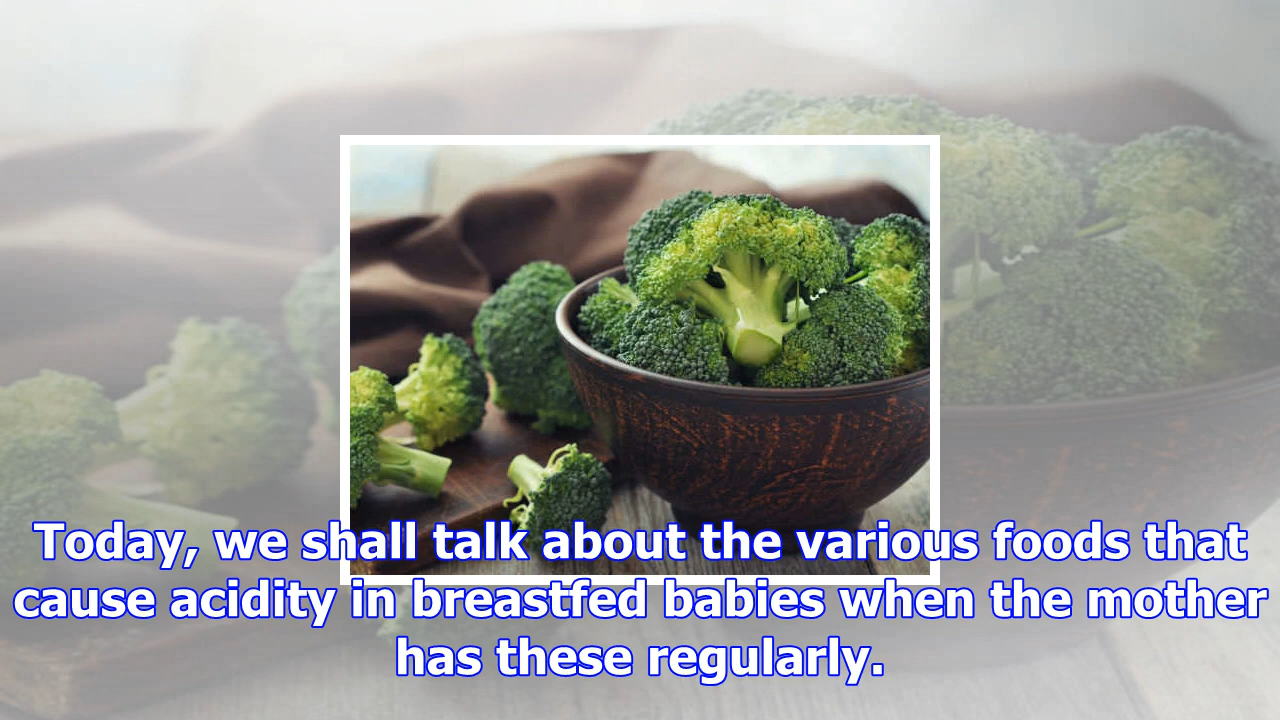 Today, we shall talk about the various foods that
cause acidity in breastfed babies when the mother
has these regularly.